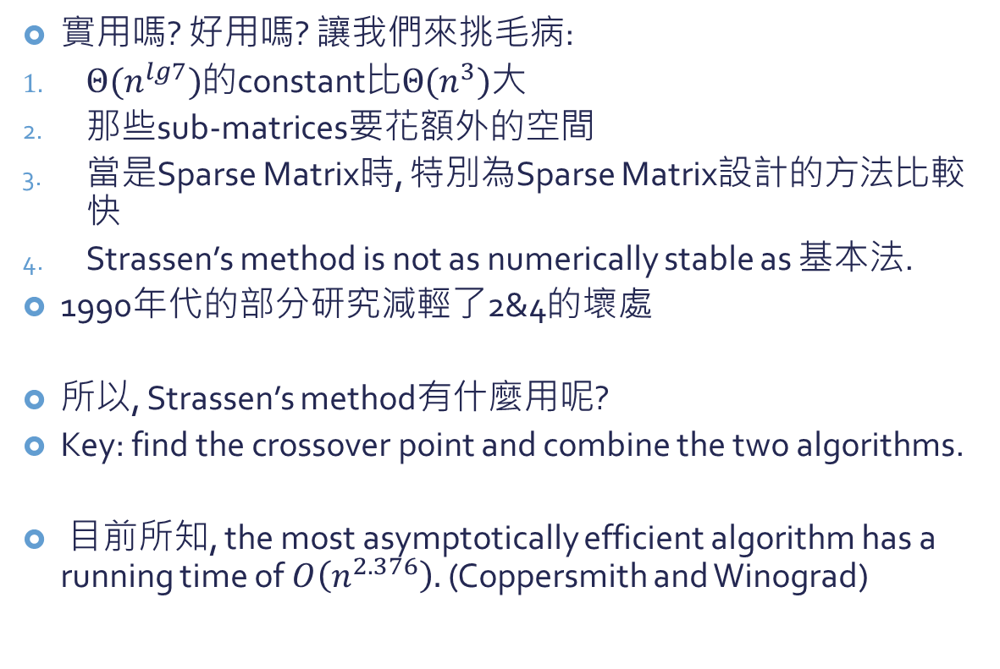 實用嗎? 好用嗎? 讓我們來挑毛病:
1. Θ(n^{lg7})的constant比Θ(n^3)大
2. 那些sub-matrices要花額外的空間
3. 當是Sparse Matrix時, 特別為Sparse Matrix設計的方法比較
快
4. Strassen's method is not as numerically stable as 基本法.
1990年代的部分研究減輕了2&4的壞處
所以, Strassen's method有什麼用呢?
Key: find the crossover point and combine the two algorithms.
目前所知, the most asymptotically efficient algorithm has a
running time of O(n^{2.376}). (Coppersmith and Winograd)